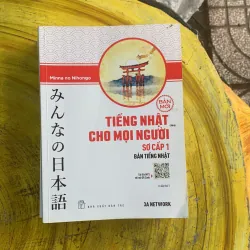 Minna no Nihongo
みんなの日本語
BẢN MỚI
TIẾNG NHẬT
CHO MỌI NGƯỜI
SƠ CẤP 1
BẢN TIẾNG NHẬT
3A NETWORK